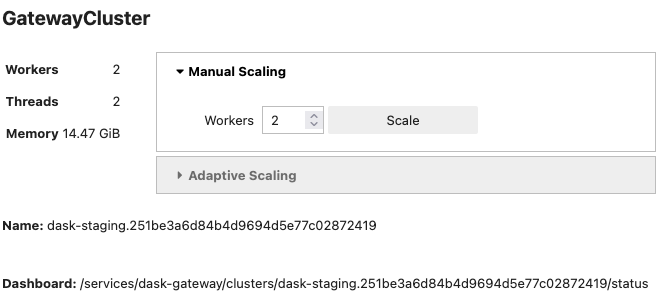 GatewayCluster
Workers 2
Threads 2
Memory 14.47 GiB
Manual Scaling
Workers 2 Scale
Adaptive Scaling
Name: dask-staging.251be3a6d84b4d9694d5e77c02872419
Dashboard: /services/dask-gateway/clusters/dask-staging.251be3a6d84b4d9694d5e77c02872419/status